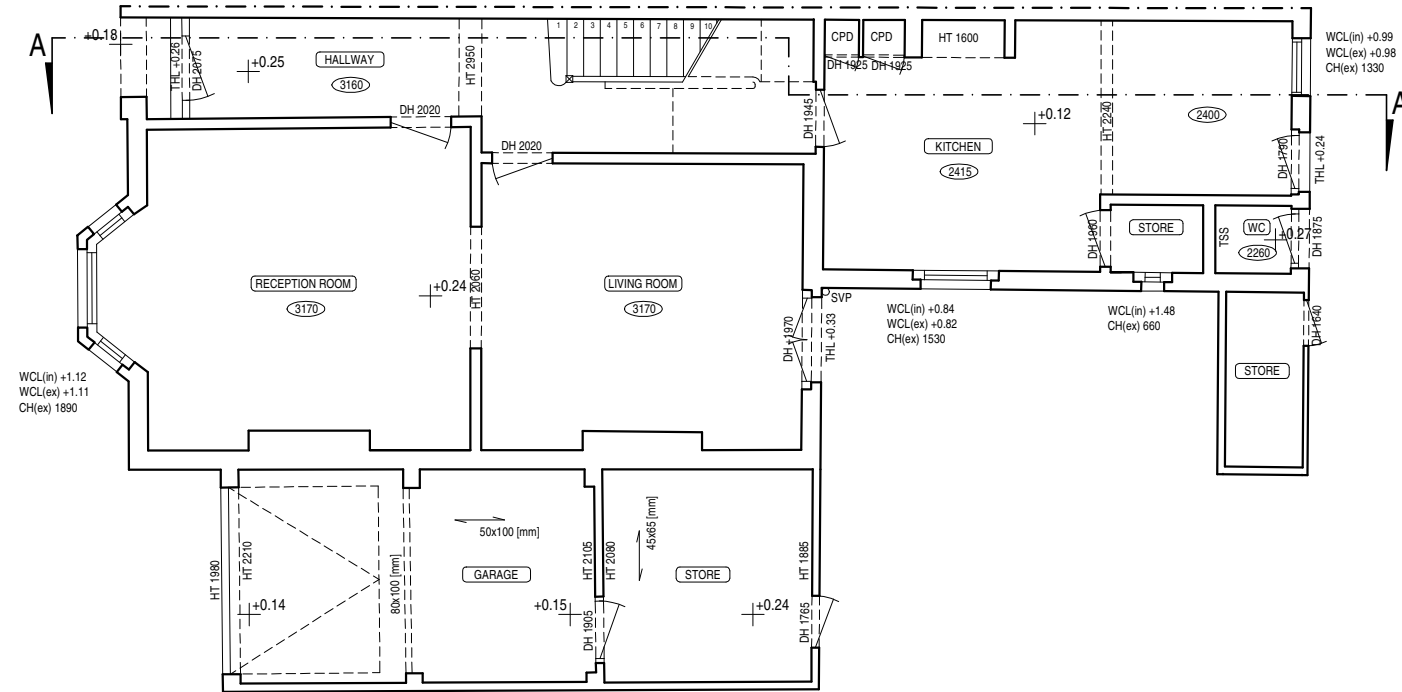 A
+0.18
THL +0.26
DH 2075
+0.25
HALLWAY
3160
HT 2950
1 2 3 4 5 6 7 8 9 10
CPD
CPD
HT 1600
DH 1925
DH 1925
WCL(in) +0.99
WCL(ex) +0.98
CH(ex) 1330
A
DH 2020
DH 2020
DH 1945
+0.12
HT 2240
2400
KITCHEN
2415
DH 1790
THL +0.24
DH 1960
STORE
TSS
WC
+0.27
2260
DH 1875
RECEPTION ROOM
3170
+0.24
HT 2060
LIVING ROOM
3170
SVP
DH +1970
THL +0.33
WCL(in) +0.84
WCL(ex) +0.82
CH(ex) 1530
WCL(in) +1.48
CH(ex) 660
DH 1640
STORE
WCL(in) +1.12
WCL(ex) +1.11
CH(ex) 1890
HT 1980
HT 2210
+0.14
80x100 [mm]
50x100 [mm]
GARAGE
+0.15
HT 2105
DH 1905
HT 2080
45x65 [mm]
STORE
+0.24
HT 1885
DH 1765